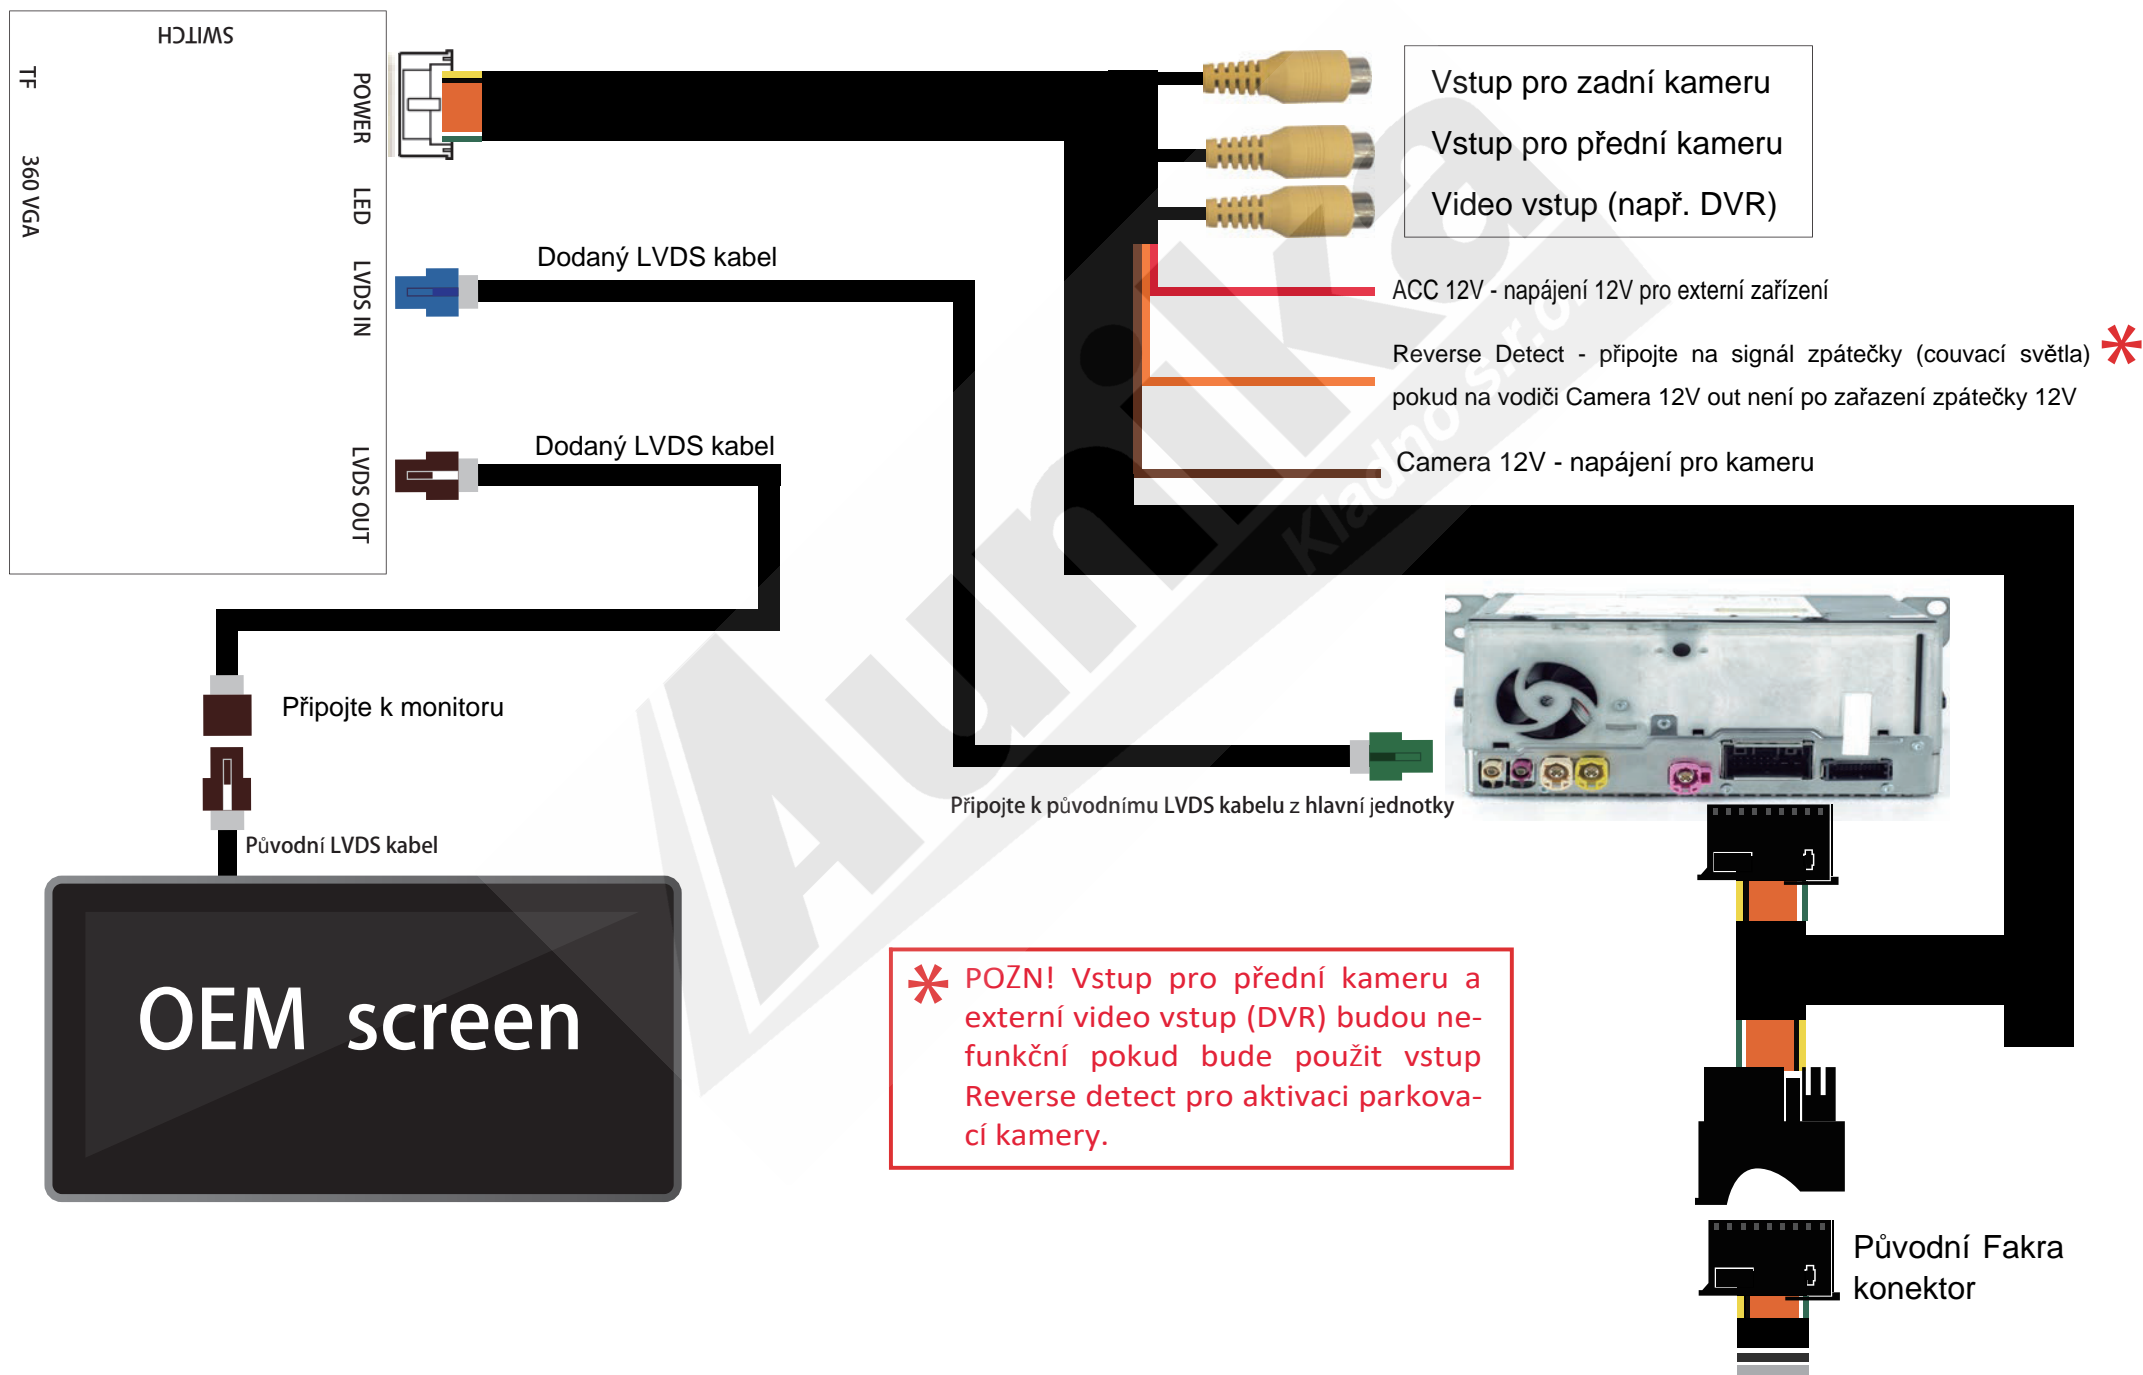 SWITCH
TF
360 VGA
POWER
LED
LVDS IN
LVDS OUT
Vstup pro zadní kameru
Vstup pro přední kameru
Video vstup (např. DVR)
Dodaný LVDS kabel
ACC 12V - napájení 12V pro externí zařízení
Reverse Detect - připojte na signál zpátečky (couvací světla) *
pokud na vodiči Camera 12V out není po zařazení zpátečky 12V
Dodaný LVDS kabel
Camera 12V - napájení pro kameru
Připojte k monitoru
Připojte k původnímu LVDS kabelu z hlavní jednotky
Původní LVDS kabel
OEM screen
* POZN! Vstup pro přední kameru a
externí video vstup (DVR) budou ne-
funkční pokud bude použit vstup
Reverse detect pro aktivaci parkova-
cí kamery.
Původní Fakra
konektor
Aunika
Kladno s.r.o.